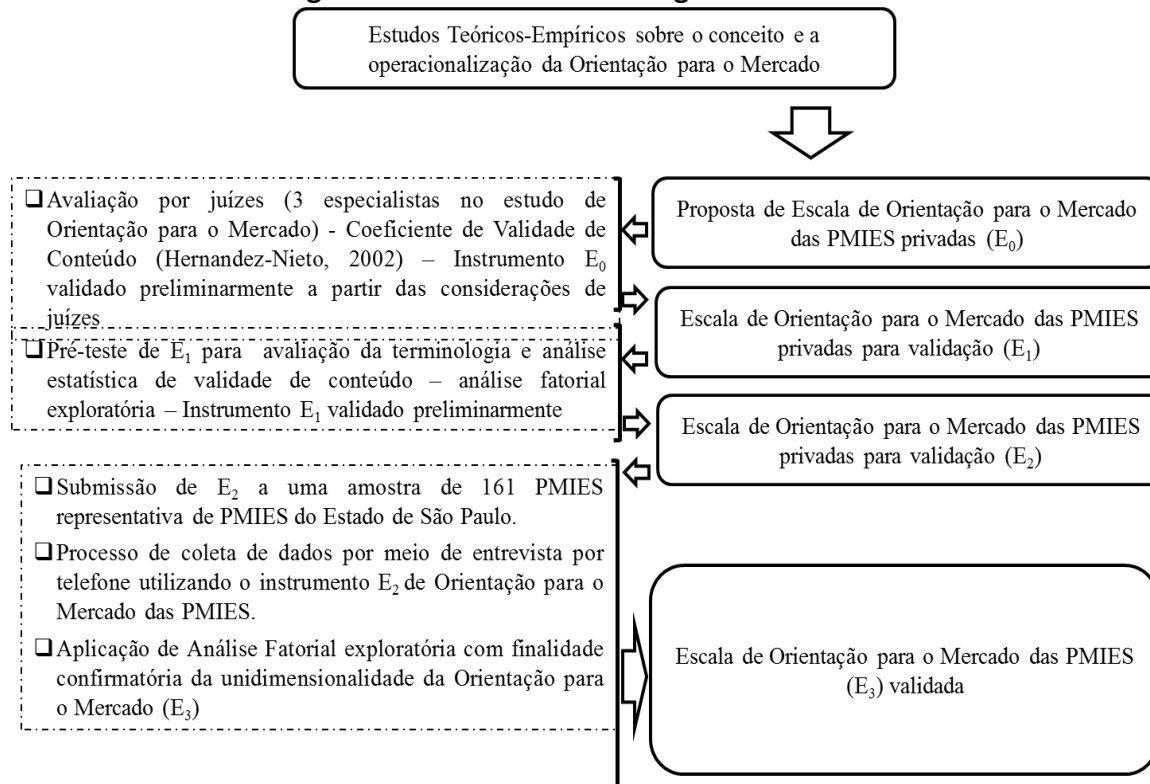 Estudos Teóricos-Empíricos sobre o conceito e a
operacionalização da Orientação para o Mercado
❑Avaliação por juízes (3 especialistas no estudo de
Orientação para o Mercado) - Coeficiente de Validade de
Conteúdo (Hernandez-Nieto, 2002) – Instrumento E₀
validado preliminarmente a partir das considerações de
juízes
Proposta de Escala de Orientação para o Mercado
das PMIES privadas (E₀)
Escala de Orientação para o Mercado das PMIES
privadas para validação (E₁)
❑Pré-teste de E₁ para avaliação da terminologia e análise
estatística de validade de conteúdo – análise fatorial
exploratória – Instrumento E₁ validado preliminarmente
Escala de Orientação para o Mercado das PMIES
privadas para validação (E₂)
❑Submissão de E₂ a uma amostra de 161 PMIES
representativa de PMIES do Estado de São Paulo.
❑Processo de coleta de dados por meio de entrevista por
telefone utilizando o instrumento E₂ de Orientação para o
Mercado das PMIES.
❑Aplicação de Análise Fatorial exploratória com finalidade
confirmatória da unidimensionalidade da Orientação para
o Mercado (E₃)
Escala de Orientação para o Mercado das PMIES
(E₃) validada